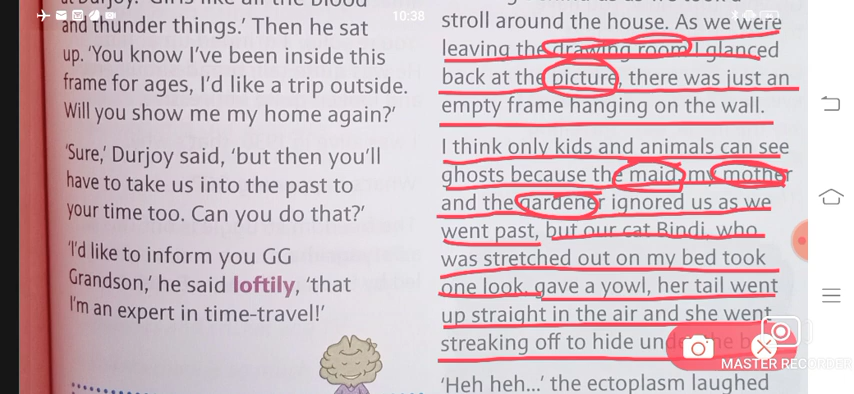 10:38
and thunder things.' Then he sat
up. 'You know I've been inside this
frame for ages, I'd like a trip outside.
Will you show me my home again?'
'Sure,' Durjoy said, 'but then you'll
have to take us into the past to
your time too. Can you do that?'
'I'd like to inform you GG
Grandson,' he said loftily, 'that
I'm an expert in time-travel!'
stroll around the house. As we were
leaving the drawing room I glanced
back at the picture, there was just an
empty frame hanging on the wall.
I think only kids and animals can see
ghosts because the maid, my mother
and the gardener ignored us as we
went past, but our cat Bindi, who
was stretched out on my bed took
one look, gave a yowl, her tail went
up straight in the air and she went
streaking off to hide under the
'Heh heh...' the ectoplasm laughed
MASTER RECORDER